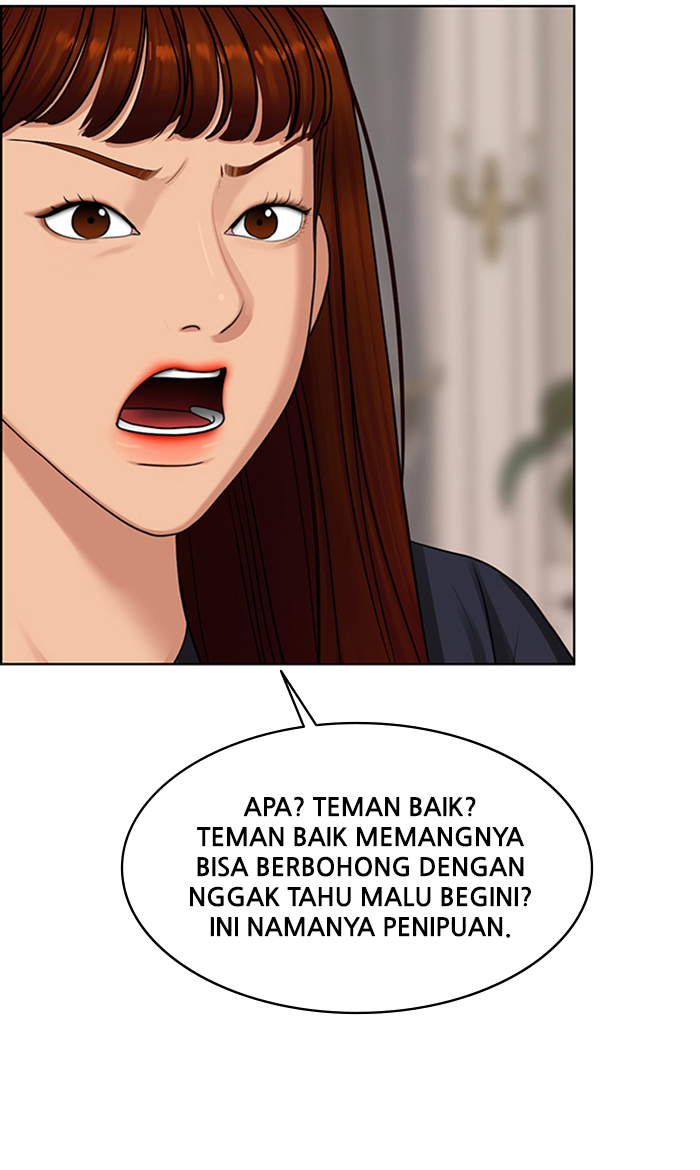 APA? TEMAN BAIK?
TEMAN BAIK MEMANGNYA
BISA BERBOHONG DENGAN
NGGAK TAHU MALU BEGINI?
INI NAMANYA PENIPUAN.